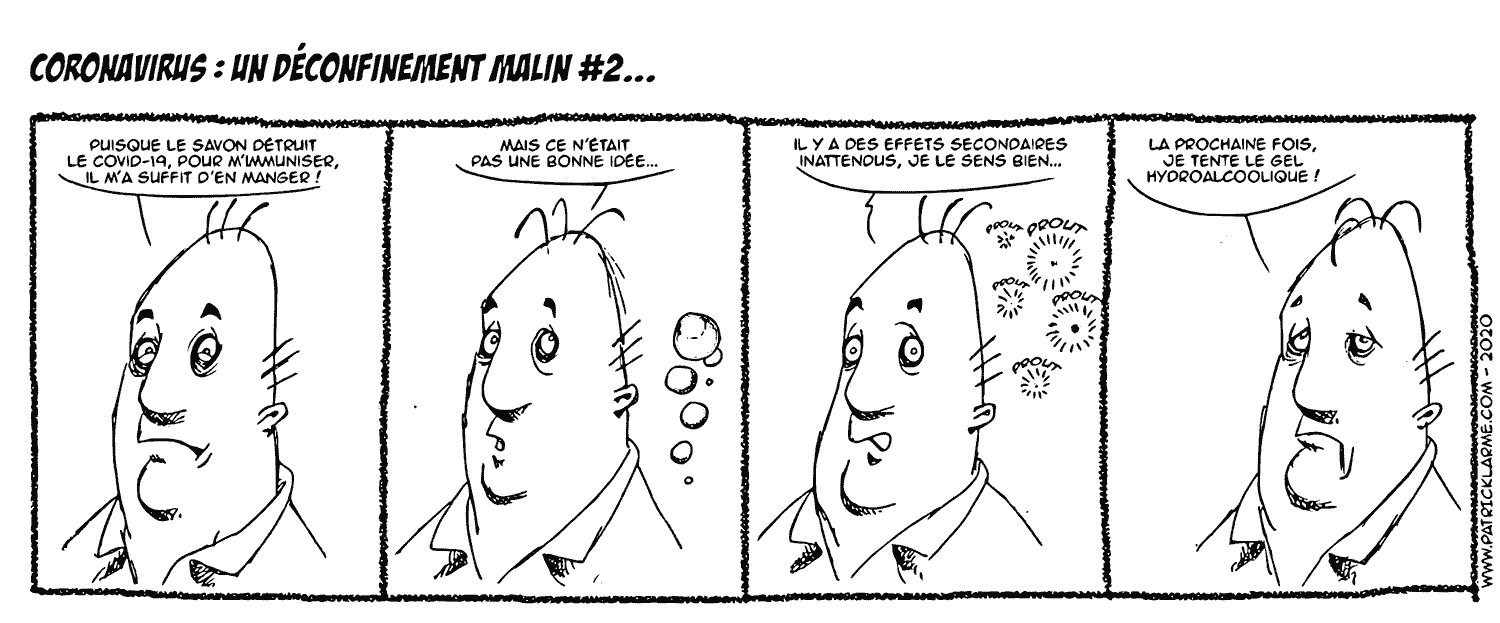 CORONAVIRUS : UN DÉCONFINEMENT MALIN #2...
PUISQUE LE SAVON DÉTRUIT
LE COVID-19, POUR M'IMMUNISER,
IL M'A SUFFIT D'EN MANGER !
MAIS CE N'ÉTAIT
PAS UNE BONNE IDÉE...
IL Y A DES EFFETS SECONDAIRES
INATTENDUS, JE LE SENS BIEN...
PROUT
PROUT
PROUT
PROUT
PROUT
LA PROCHAINE FOIS,
JE TENTE LE GEL
HYDROALCOOLIQUE !
WWW.PATRICKLARME.COM - 2020